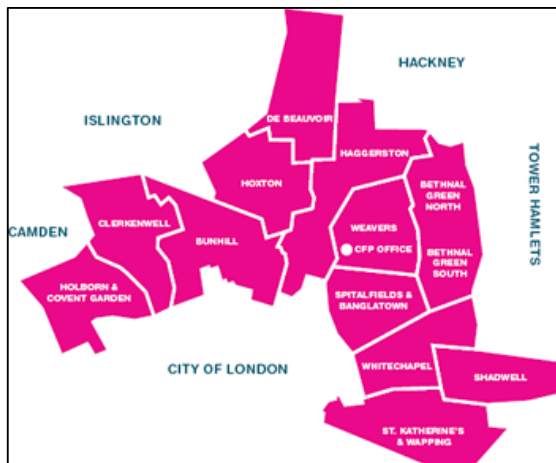 HACKNEY
DE BEAUVOIR
ISLINGTON
HAGGERSTON
HOXTON
BETHNAL
GREEN
NORTH
TOWER HAMLETS
CLERKENWELL
WEAVERS
CAMDEN
BUNHILL
CFP OFFICE
BETHNAL
GREEN
SOUTH
HOLBORN &
COVENT GARDEN
SPITALFIELDS &
BANGLATOWN
CITY OF LONDON
WHITECHAPEL
SHADWELL
ST. KATHERINE'S
& WAPPING